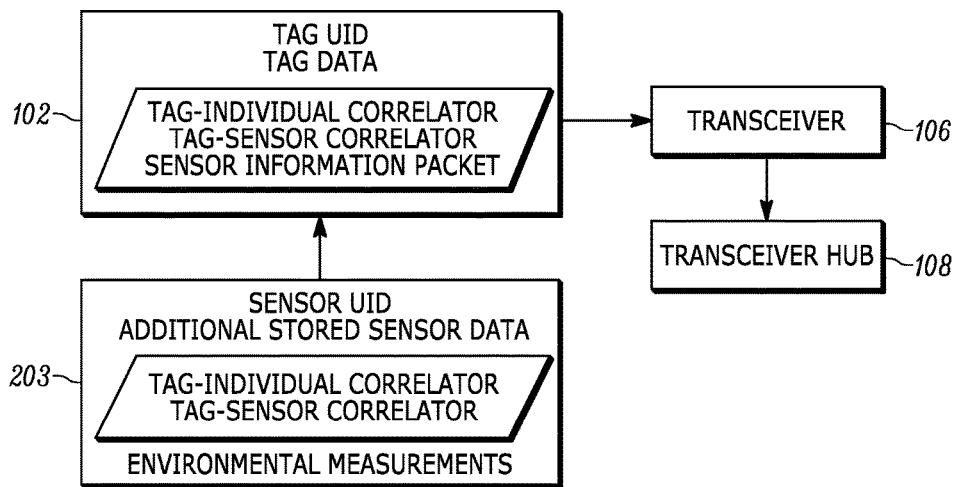 TAG UID
TAG DATA
102
TAG-INDIVIDUAL CORRELATOR
TAG-SENSOR CORRELATOR
SENSOR INFORMATION PACKET
TRANSCEIVER
106
TRANSCEIVER HUB
108
SENSOR UID
ADDITIONAL STORED SENSOR DATA
203
TAG-INDIVIDUAL CORRELATOR
TAG-SENSOR CORRELATOR
ENVIRONMENTAL MEASUREMENTS